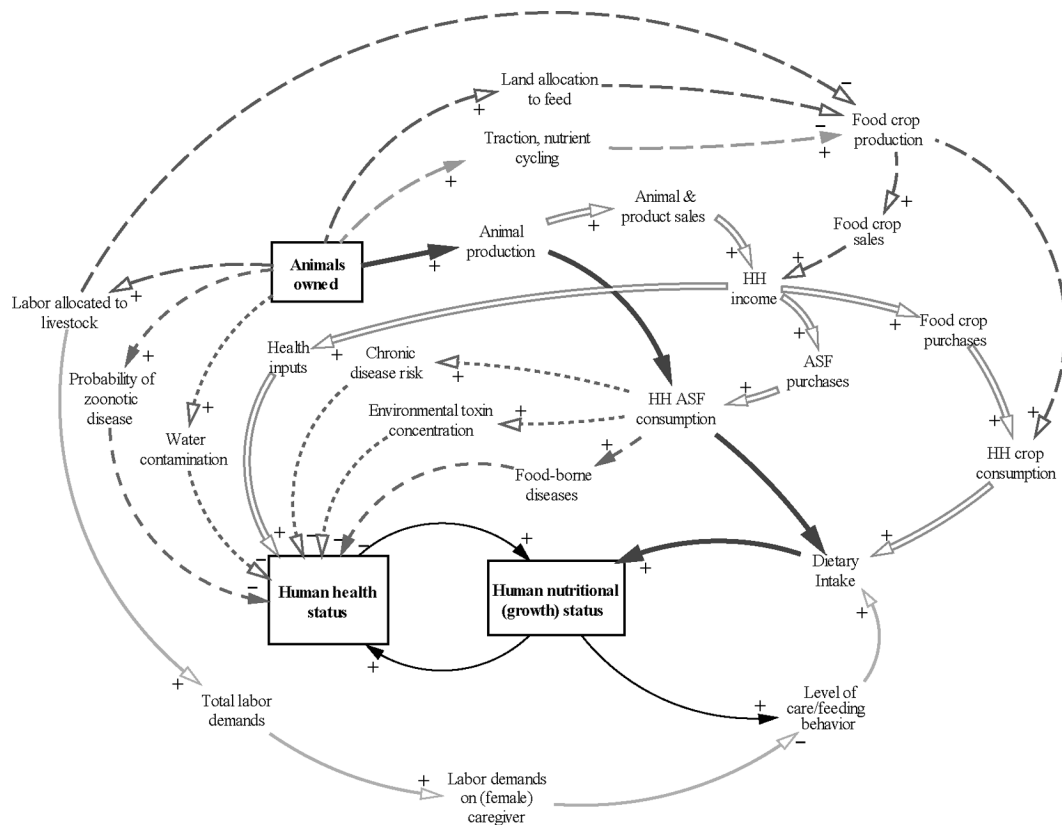 Land allocation
to feed
Food crop
production
Traction, nutrient
cycling
Animal &
product sales
Food crop
sales
Animal
production
Animals
owned
HH
income
Labor allocated to
livestock
Food crop
purchases
Health
inputs
Chronic
disease risk
ASF
purchases
Probability of
zoonotic
disease
HH ASF
consumption
Environmental toxin
concentration
Water
contamination
HH crop
consumption
Food-borne
diseases
Dietary
Intake
Human health
status
Human nutritional
(growth) status
Total labor
demands
Level of
care/feeding
behavior
Labor demands
on (female)
caregiver